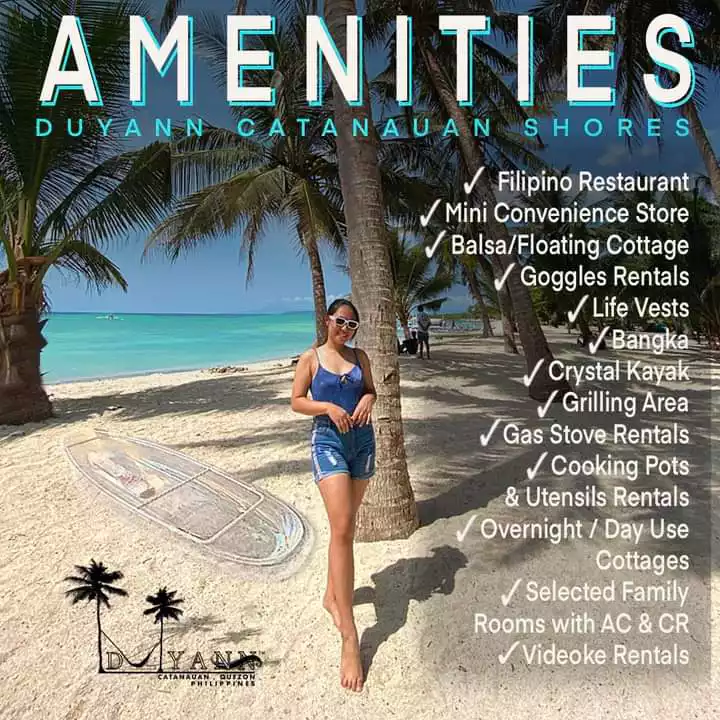 AMENITIES
DUYANN CATANAUAN SHORES
✓ Filipino Restaurant
✓ Mini Convenience Store
✓ Balsa/Floating Cottage
✓ Goggles Rentals
✓ Life Vests
✓ Bangka
✓ Crystal Kayak
✓ Grilling Area
✓ Gas Stove Rentals
✓ Cooking Pots
& Utensils Rentals
✓ Overnight / Day Use
Cottages
✓ Selected Family
Rooms with AC & CR
✓ Videoke Rentals
DUYANN
CATANAUAN, QUEZON
PHILIPPINES